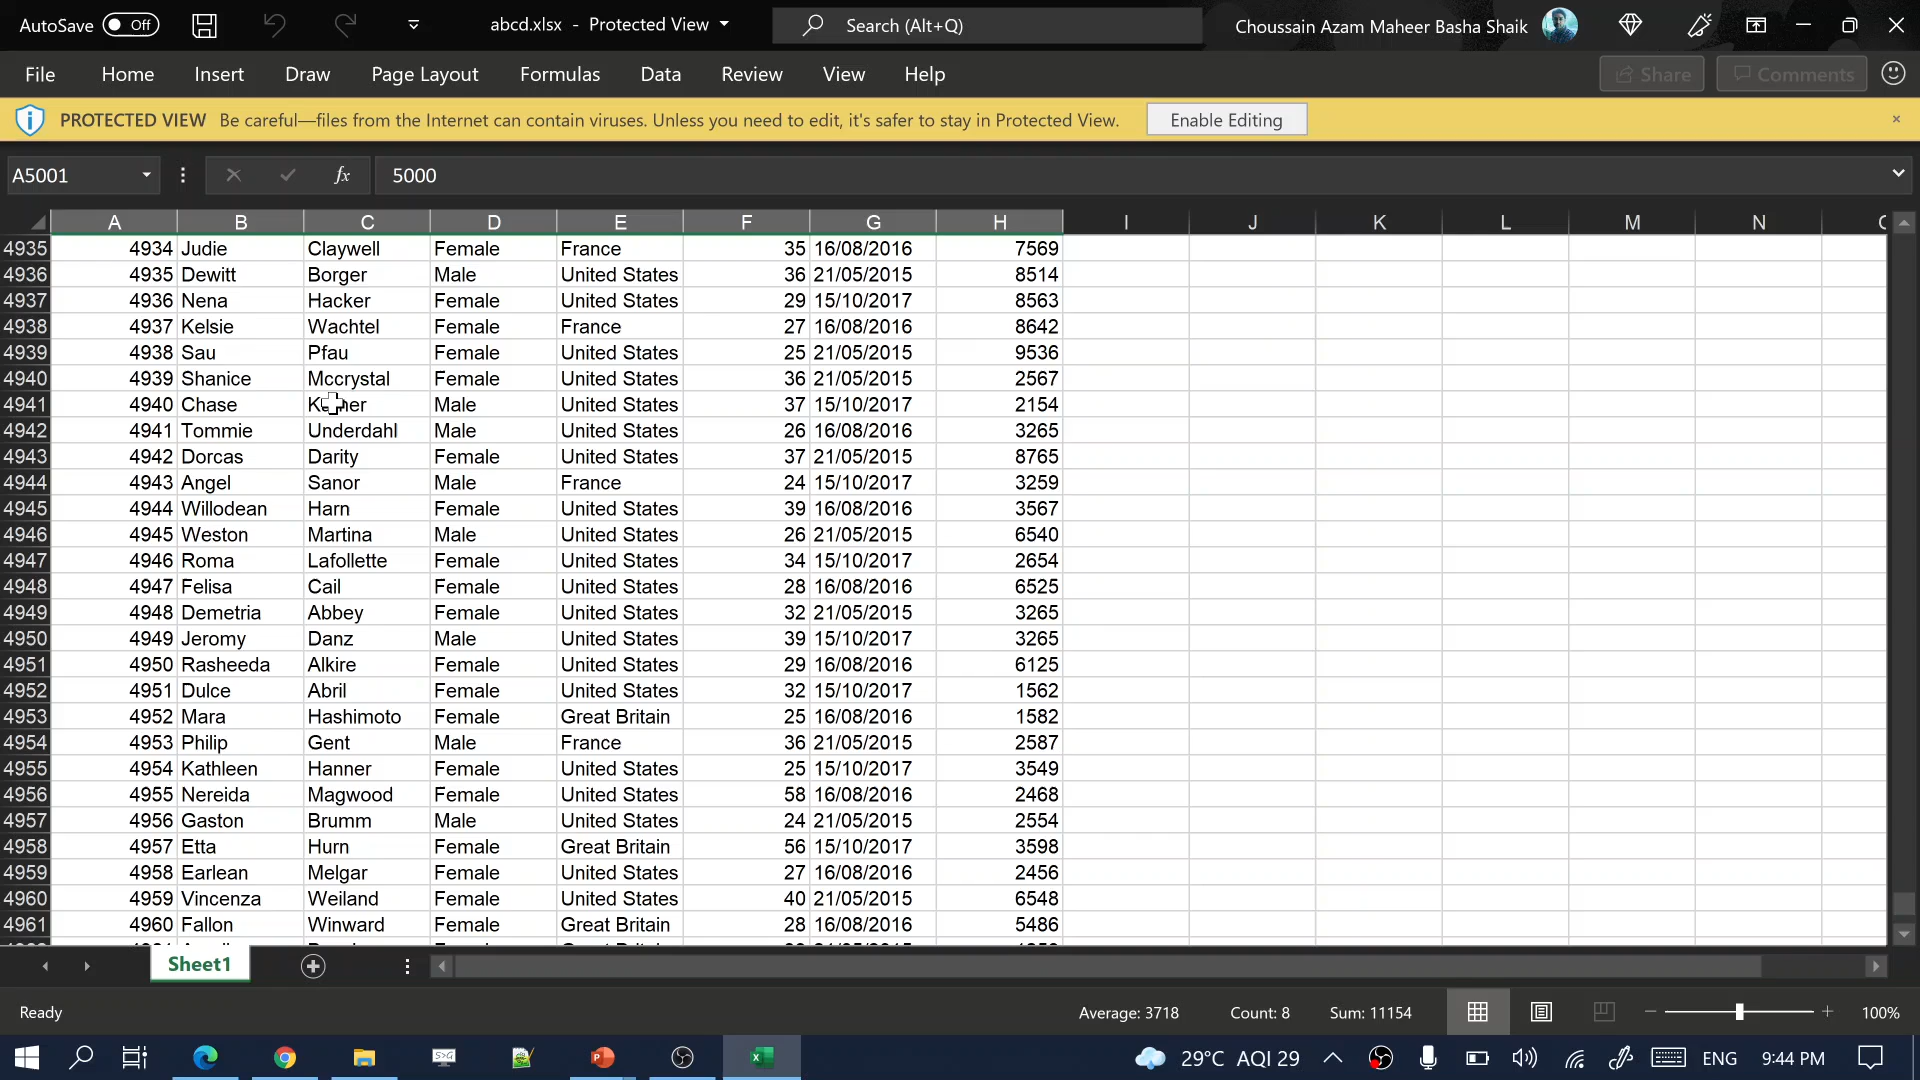 AutoSave Off abcd.xlsx - Protected View Search (Alt+Q) Choussain Azam Maheer Basha Shaik
File Home Insert Draw Page Layout Formulas Data Review View Help Share Comments
PROTECTED VIEW Be careful—files from the Internet can contain viruses. Unless you need to edit, it's safer to stay in Protected View. Enable Editing
A5001 fx 5000
A B C D E F G H I J K L M N
4935 4934 Judie Claywell Female France 35 16/08/2016 7569
4936 4935 Dewitt Borger Male United States 36 21/05/2015 8514
4937 4936 Nena Hacker Female United States 29 15/10/2017 8563
4938 4937 Kelsie Wachtel Female France 27 16/08/2016 8642
4939 4938 Sau Pfau Female United States 25 21/05/2015 9536
4940 4939 Shanice Mccrystal Female United States 36 21/05/2015 2567
4941 4940 Chase Male United States 37 15/10/2017 2154
4942 4941 Tommie Underdahl Male United States 26 16/08/2016 3265
4943 4942 Dorcas Darity Female United States 37 21/05/2015 8765
4944 4943 Angel Sanor Male France 24 15/10/2017 3259
4945 4944 Willodean Harn Female United States 39 16/08/2016 3567
4946 4945 Weston Martina Male United States 26 21/05/2015 6540
4947 4946 Roma Lafollette Female United States 34 15/10/2017 2654
4948 4947 Felisa Cail Female United States 28 16/08/2016 6525
4949 4948 Demetria Abbey Female United States 32 21/05/2015 3265
4950 4949 Jeromy Danz Male United States 39 15/10/2017 3265
4951 4950 Rasheeda Alkire Female United States 29 16/08/2016 6125
4952 4951 Dulce Abril Female United States 32 15/10/2017 1562
4953 4952 Mara Hashimoto Female Great Britain 25 16/08/2016 1582
4954 4953 Philip Gent Male France 36 21/05/2015 2587
4955 4954 Kathleen Hanner Female United States 25 15/10/2017 3549
4956 4955 Nereida Magwood Female United States 58 16/08/2016 2468
4957 4956 Gaston Brumm Male United States 24 21/05/2015 2554
4958 4957 Etta Hurn Female Great Britain 56 15/10/2017 3598
4959 4958 Earlean Melgar Female United States 27 16/08/2016 2456
4960 4959 Vincenza Weiland Female United States 40 21/05/2015 6548
4961 4960 Fallon Winward Female Great Britain 28 16/08/2016 5486
Sheet1
Ready Average: 3718 Count: 8 Sum: 11154 100%
29°C AQI 29 ENG 9:44 PM